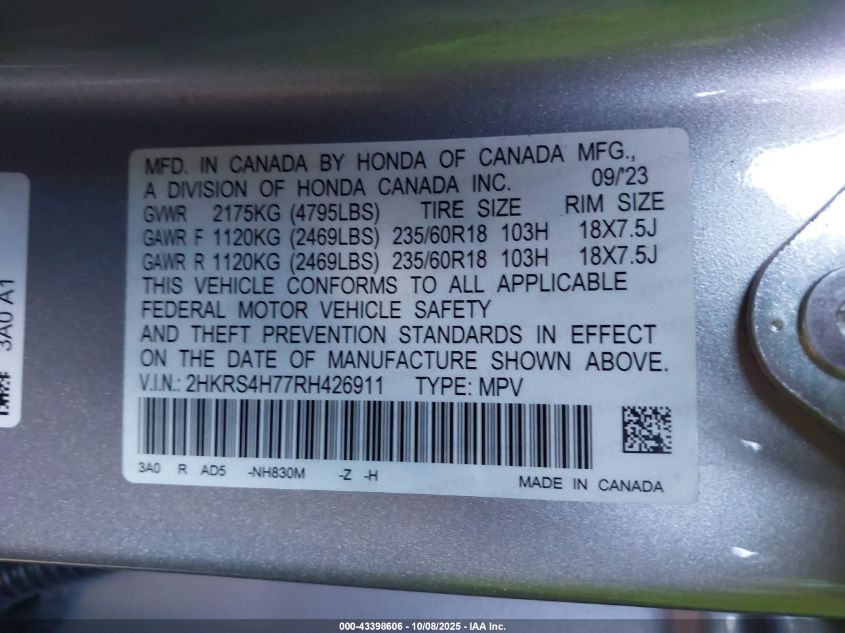 MFD. IN CANADA BY HONDA OF CANADA MFG.,
A DIVISION OF HONDA CANADA INC. 09/'23
GVWR 2175KG (4795LBS) TIRE SIZE RIM SIZE
GAWR F 1120KG (2469LBS) 235/60R18 103H 18X7.5J
GAWR R 1120KG (2469LBS) 235/60R18 103H 18X7.5J
THIS VEHICLE CONFORMS TO ALL APPLICABLE
FEDERAL MOTOR VEHICLE SAFETY
AND THEFT PREVENTION STANDARDS IN EFFECT
ON THE DATE OF MANUFACTURE SHOWN ABOVE.
V.I.N.: 2HKRS4H77RH426911 TYPE: MPV
3A0 R AD5 -NH830M -Z -H
MADE IN CANADA
3A0 A1
000-43398606 - 10/08/2025 - IAA Inc.